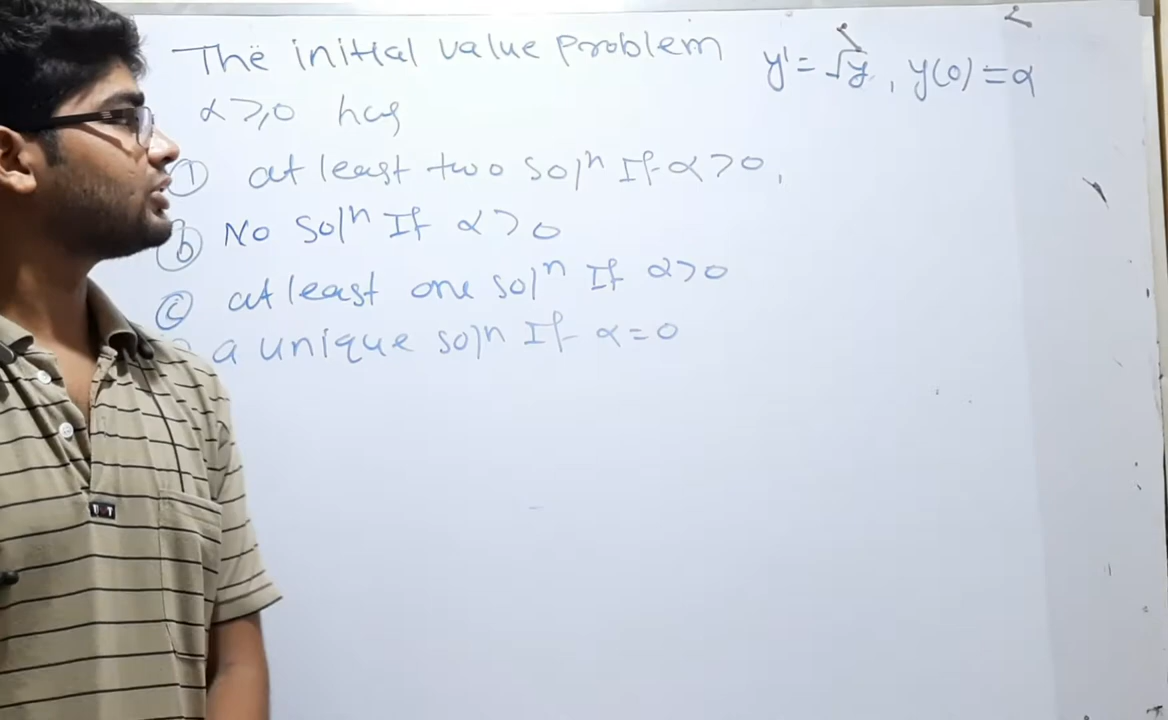 The initial value problem y' = √y, y(0) = α
α ≥ 0 has
① at least two solⁿ If α > 0,
ⓑ No solⁿ If α > 0
ⓒ at least one solⁿ If α > 0
a unique solⁿ If α = 0